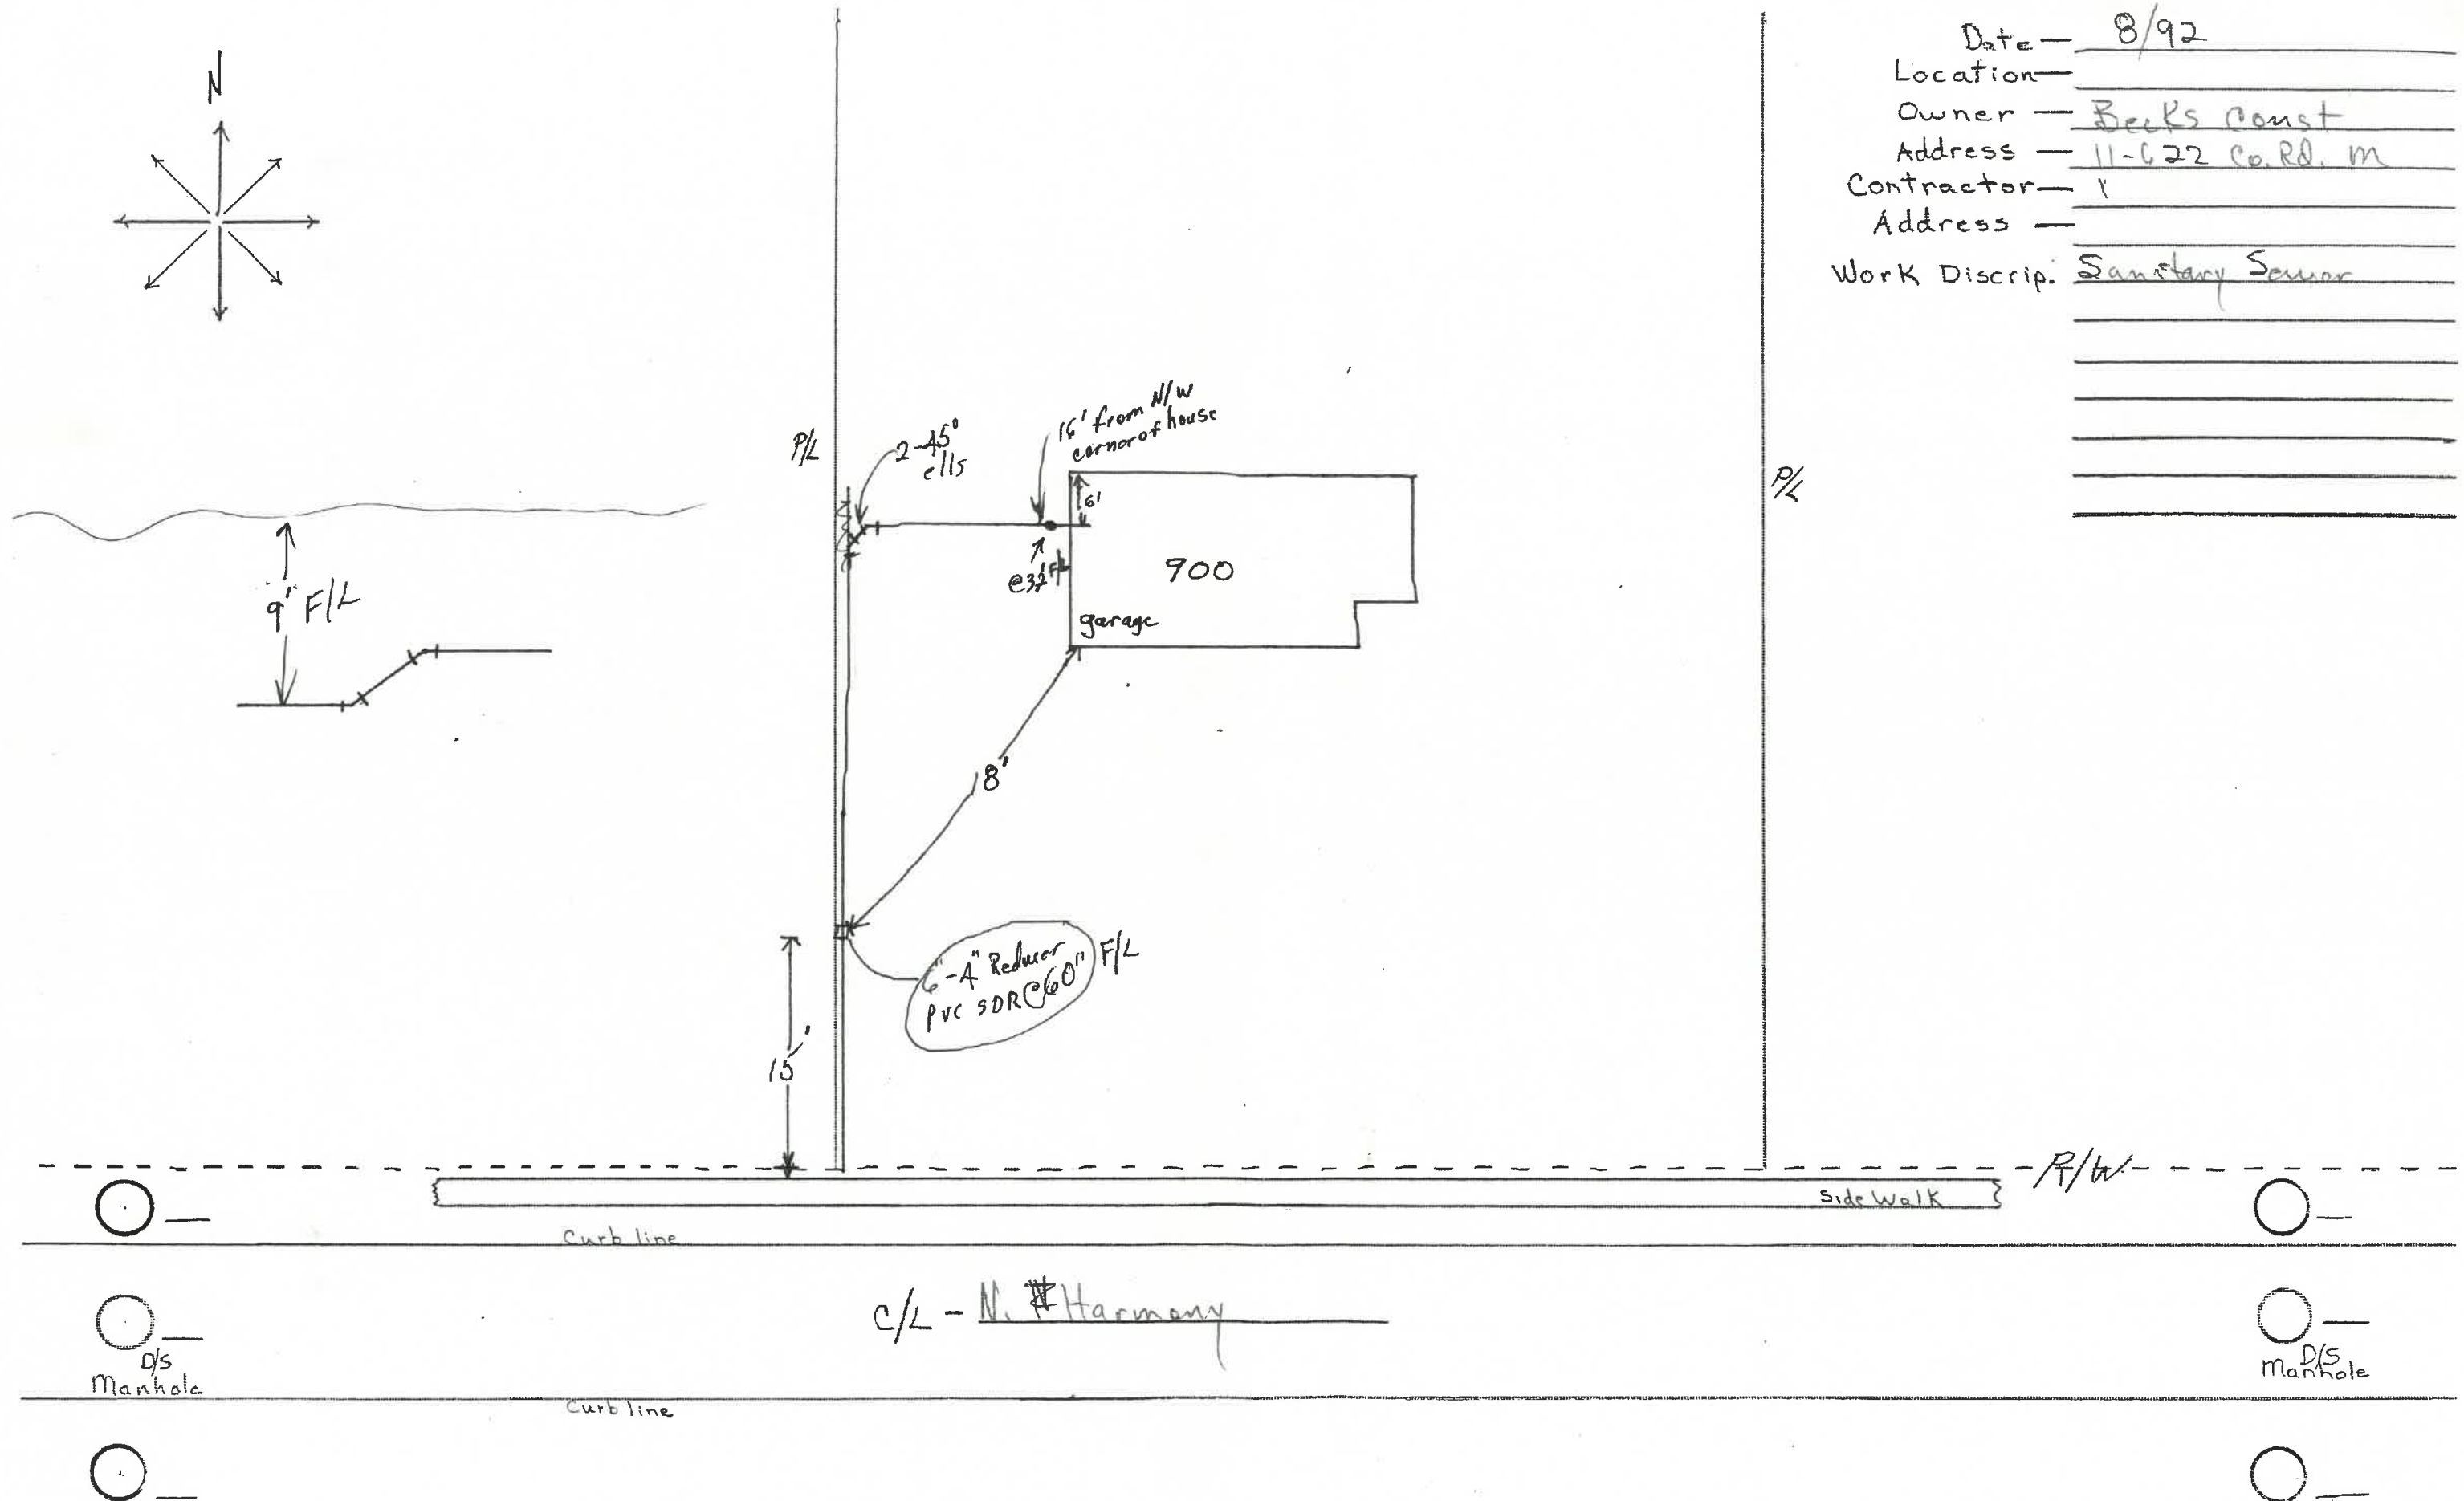 N
Date — 8/92
Location —
Owner — Becks Const
Address — 11-622 Co. Rd. M
Contractor —
Address —
Work Discrip. Sanitary Sewer
P/L
2-45°
ells
16' from N/W
corner of house
P/L
6'
900
garage
9' F/L
8'
6"-4" Reducer
PVC SDR @ 60" F/L
15'
R/W
Side Walk
Curb line
C/L - N. Harmony
D/S
Manhole
D/S
Manhole
Curb line